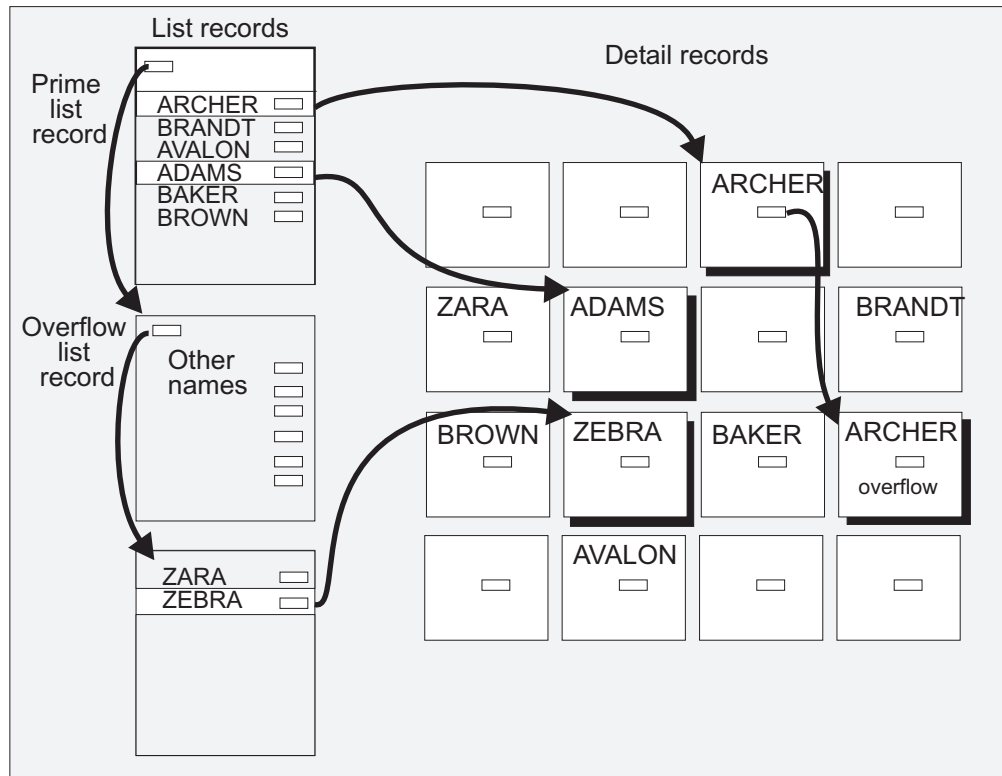 List records
Detail records
Prime
list
record
ARCHER
BRANDT
AVALON
ADAMS
BAKER
BROWN
Overflow
list
record
Other
names
ZARA
ZEBRA
ARCHER
ZARA
ADAMS
BRANDT
BROWN
ZEBRA
BAKER
ARCHER
overflow
AVALON